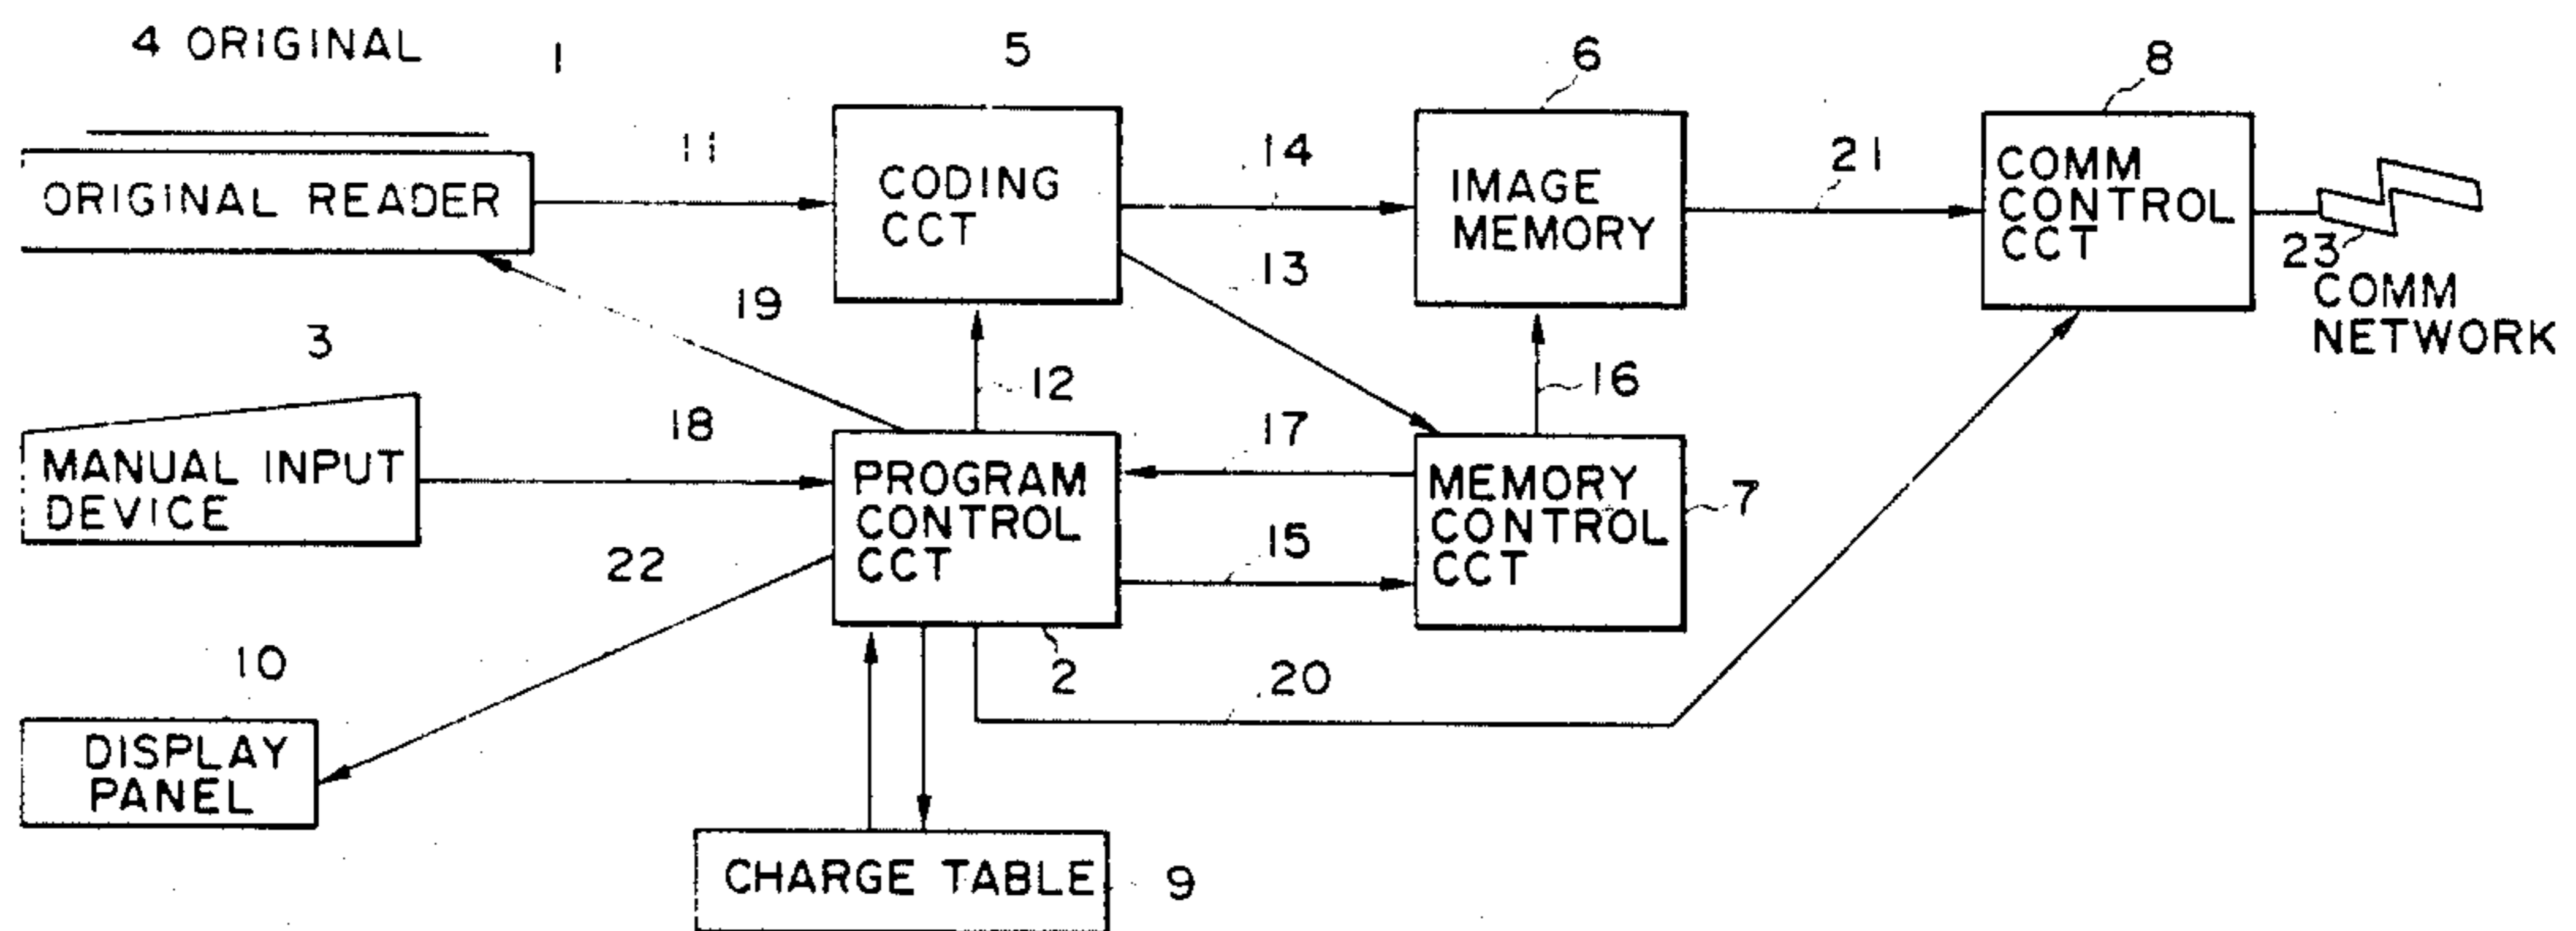 4 ORIGINAL
1
5
6
8
11
14
21
ORIGINAL READER
CODING
CCT
IMAGE
MEMORY
COMM
CONTROL
CCT
23
COMM
NETWORK
13
19
3
12
16
18
17
MANUAL INPUT
DEVICE
PROGRAM
CONTROL
CCT
MEMORY
CONTROL
CCT
7
15
22
10
2
20
DISPLAY
PANEL
CHARGE TABLE
9